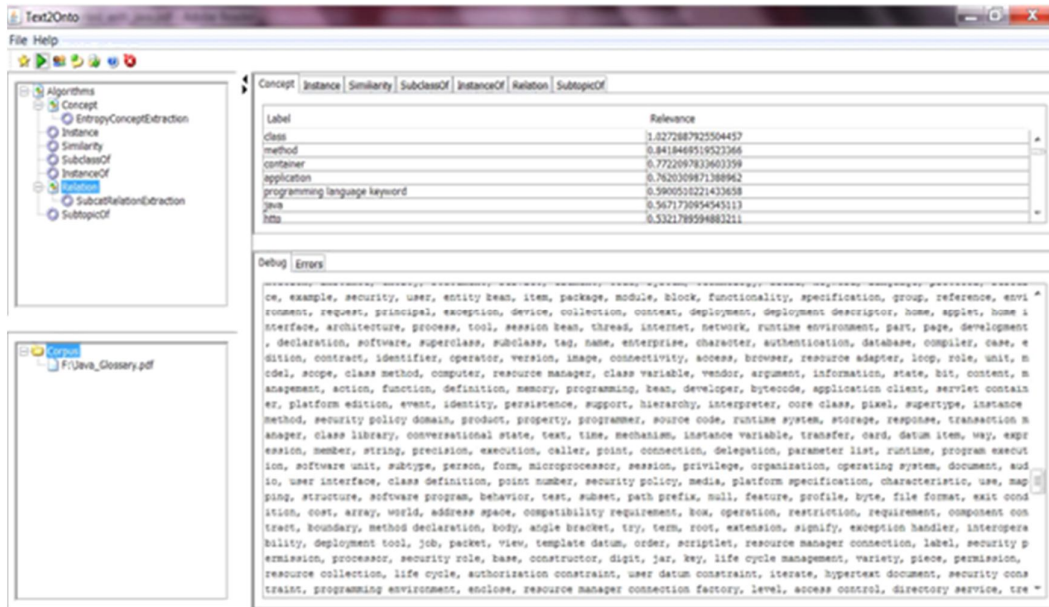 Text2Onto
File Help
Algorithms
Concept
EntropyConceptExtraction
Instance
Similarity
SubclassOf
InstanceOf
Relation
SubcatRelationExtraction
SubtopicOf
Corpus
F:\Java_Glossery.pdf
Concept Instance Similiarity SubclassOf InstanceOf Relation SubtopicOf
Label Relevance
class 1.0272887925504457
method 0.8418469519523366
container 0.7722097833603359
application 0.7620309871388962
programming language keyword 0.5900510221433658
java 0.5671730954545113
http 0.5321789594883211
Debug Errors
ce, example, security, user, entity bean, item, package, module, block, functionality, specification, group, reference, envi
ronment, request, principal, exception, device, collection, context, deployment, deployment descriptor, home, applet, home i
nterface, architecture, process, tool, session bean, thread, internet, network, runtime environment, part, page, development
, declaration, software, superclass, subclass, tag, name, enterprise, character, authentication, database, compiler, case, e
dition, contract, identifier, operator, version, image, connectivity, access, browser, resource adapter, loop, role, unit, m
odel, scope, class method, computer, resource manager, class variable, vendor, argument, information, state, bit, content, m
anagement, action, function, definition, memory, programming, bean, developer, bytecode, application client, servlet contain
er, platform edition, event, identity, persistence, support, hierarchy, interpreter, core class, pixel, supertype, instance
method, security policy domain, product, property, programmer, source code, runtime system, storage, response, transaction m
anager, class library, conversational state, text, time, mechanism, instance variable, transfer, card, datum item, way, expr
ession, member, string, precision, execution, caller, point, connection, delegation, parameter list, runtime, program execut
ion, software unit, subtype, person, form, microprocessor, session, privilege, organization, operating system, document, aud
io, user interface, class definition, point number, security policy, media, platform specification, characteristic, use, map
ping, structure, software program, behavior, test, subset, path prefix, null, feature, profile, byte, file format, exit cond
ition, cost, array, world, address space, compatibility requirement, box, operation, restriction, requirement, component con
tract, boundary, method declaration, body, angle bracket, try, term, root, extension, signify, exception handler, interopera
bility, deployment tool, job, packet, view, template datum, order, scriptlet, resource manager connection, label, security p
ermission, processor, security role, base, constructor, digit, jar, key, life cycle management, variety, piece, permission,
resource collection, life cycle, authorization constraint, user datum constraint, iterate, hypertext document, security cons
traint, programming environment, enclose, resource manager connection factory, level, access control, directory service, tre